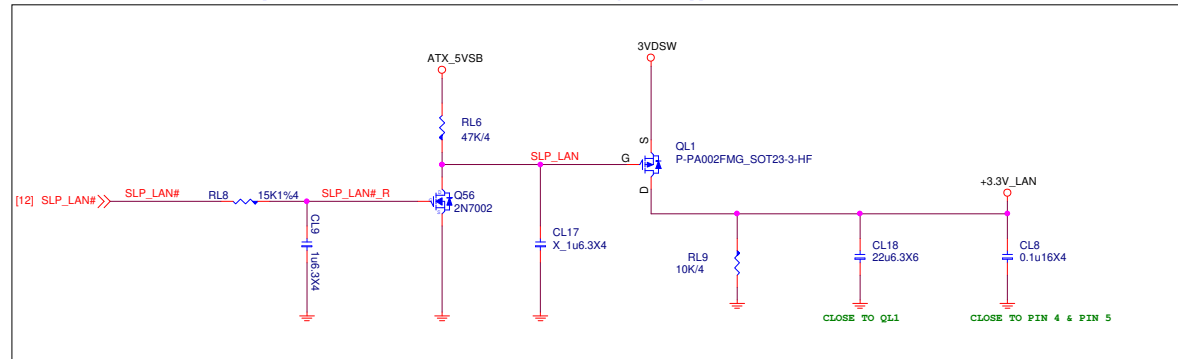 ATX_5VSB
3VDSW
RL6
47K/4
SLP_LAN
G
S
D
QL1
P-PA002FMG_SOT23-3-HF
+3.3V_LAN
[12] SLP_LAN#
SLP_LAN#
RL8
15K1%4
SLP_LAN#_R
Q56
2N7002
CL9
1u6.3X4
CL17
X_1u6.3X4
RL9
10K/4
CL18
22u6.3X6
CL8
0.1u16X4
CLOSE TO QL1
CLOSE TO PIN 4 & PIN 5